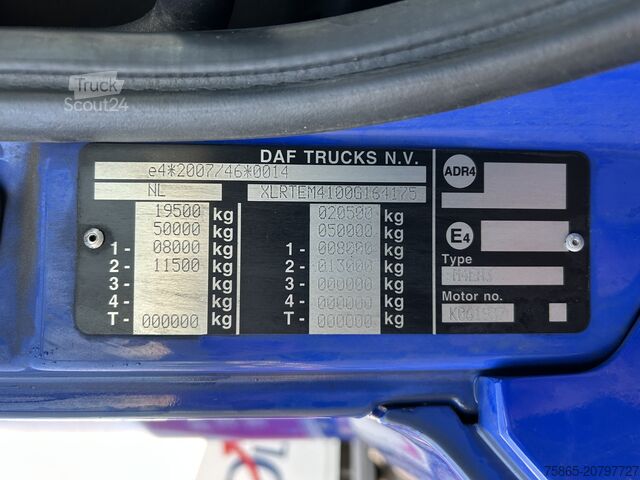 Truck
Scout24
DAF TRUCKS N.V.
e4*2007/46*0014
NL XLRTEM4100G164175
19500 kg 020500 kg
50000 kg 050000 kg
1 - 08000 kg 1 - 008000 kg
2 - 11500 kg 2 - 013000 kg
3 - kg 3 - 000000 kg
4 - kg 4 - 000000 kg
T - 000000 kg T - 000000 kg
ADR4
E4
Type
Motor no.
75865-20797727